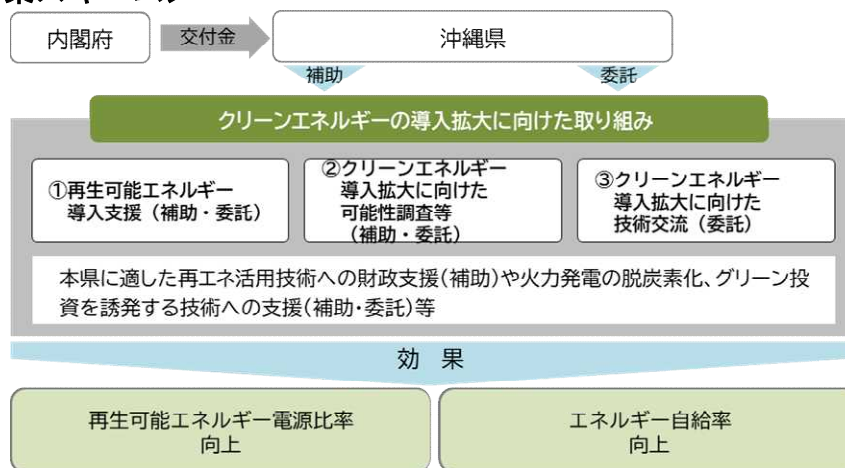 内閣府
交付金
沖縄県
補助
委託
クリーンエネルギーの導入拡大に向けた取り組み
①再生可能エネルギー
導入支援（補助・委託）
②クリーンエネルギー
導入拡大に向けた
可能性調査等
（補助・委託）
③クリーンエネルギー
導入拡大に向けた
技術交流（委託）
本県に適した再エネ活用技術への財政支援(補助)や火力発電の脱炭素化、グリーン投
資を誘発する技術への支援(補助・委託)等
効 果
再生可能エネルギー電源比率
向上
エネルギー自給率
向上